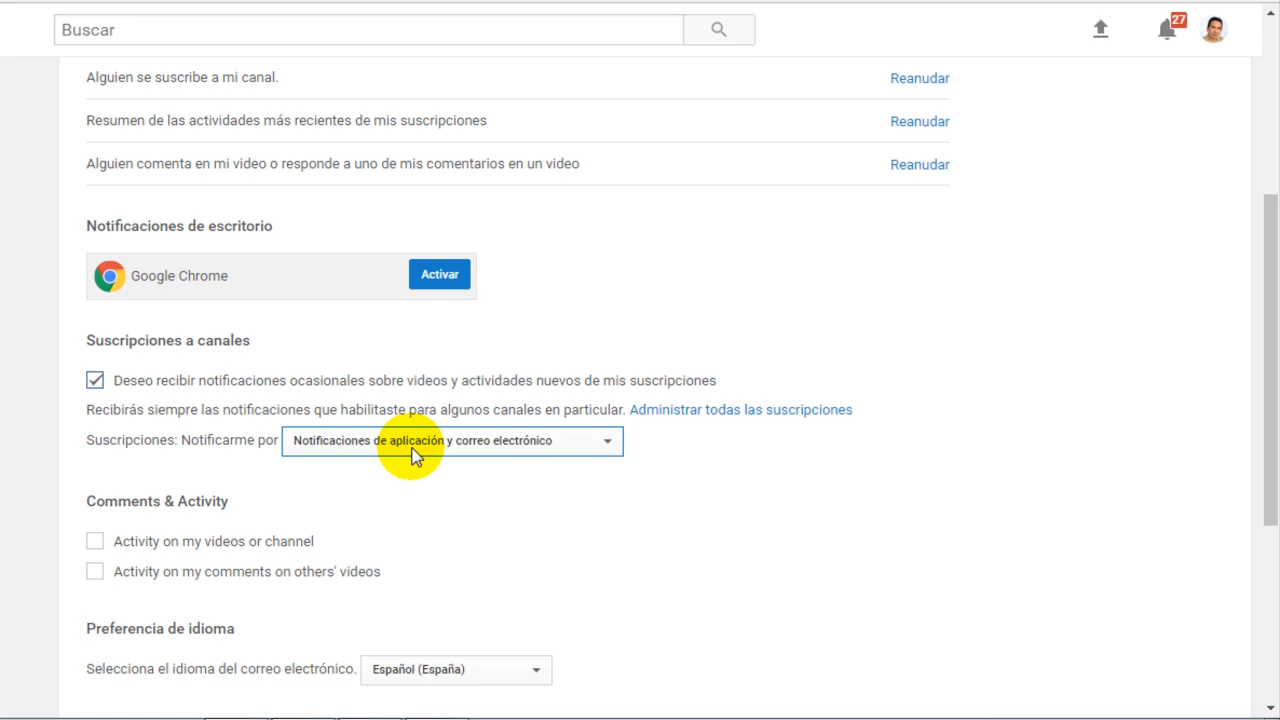 Buscar
27
Alguien se suscribe a mi canal. Reanudar
Resumen de las actividades más recientes de mis suscripciones Reanudar
Alguien comenta en mi video o responde a uno de mis comentarios en un video Reanudar
Notificaciones de escritorio
Google Chrome Activar
Suscripciones a canales
Deseo recibir notificaciones ocasionales sobre videos y actividades nuevos de mis suscripciones
Recibirás siempre las notificaciones que habilitaste para algunos canales en particular. Administrar todas las suscripciones
Suscripciones: Notificarme por Notificaciones de aplicación y correo electrónico
Comments & Activity
Activity on my videos or channel
Activity on my comments on others' videos
Preferencia de idioma
Selecciona el idioma del correo electrónico. Español (España)